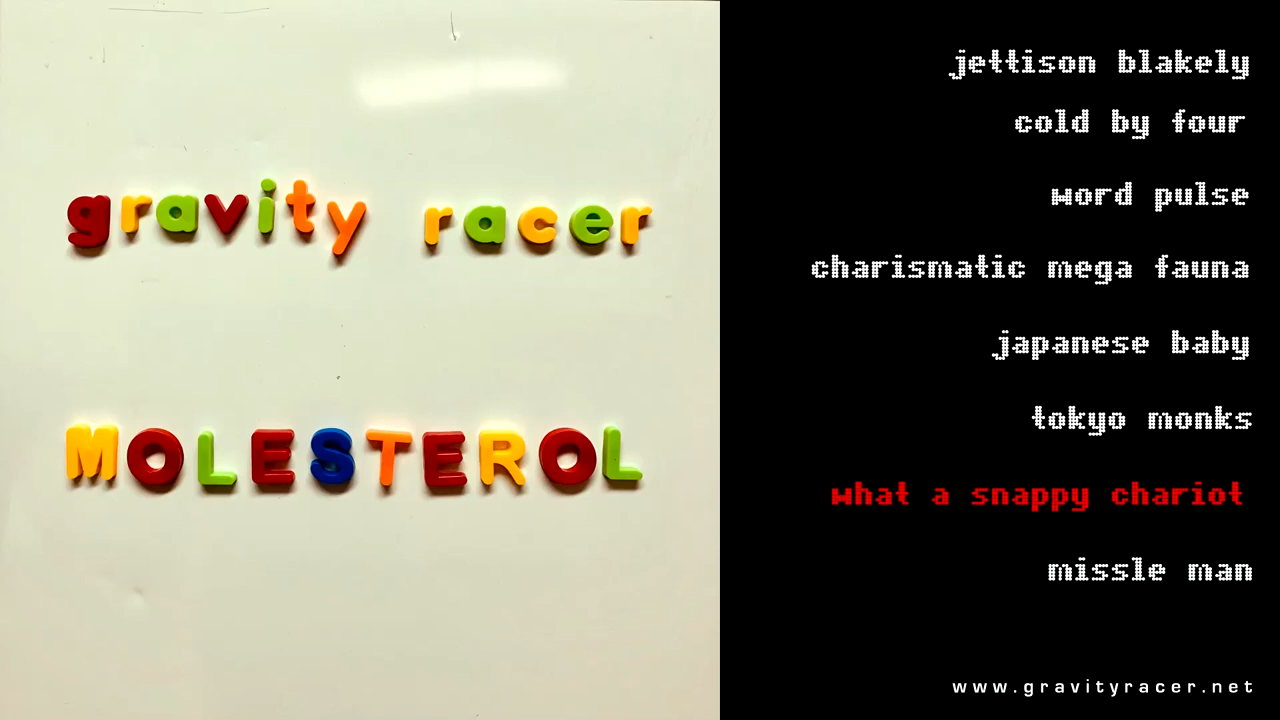 gravity racer
MOLESTEROL
jettison blakely
cold by four
word pulse
charismatic mega fauna
japanese baby
tokyo monks
what a snappy chariot
missle man
www.gravityracer.net